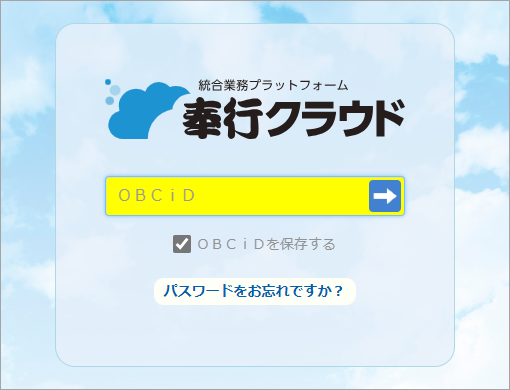 統合業務プラットフォーム
奉行クラウド
ＯＢＣｉＤ
ＯＢＣｉＤを保存する
パスワードをお忘れですか？